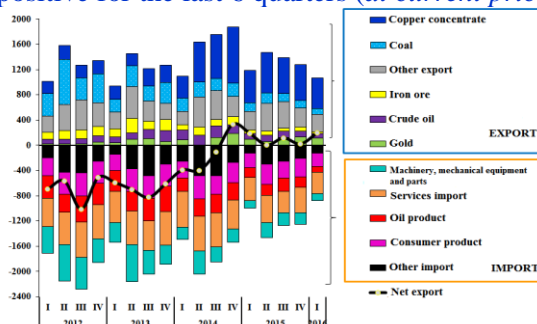 positive for the last 6 quarters (at current pric
2000
1600
1200
800
400
0
-400
-800
-1200
-1600
-2000
-2400
I II III IV I II III IV I II III IV I II III IV I
2012 2013 2014 2015 2016
Copper concentrate
Coal
Other export
Iron ore
Crude oil
EXPORT
Gold
Machinery, mechanical equipment
and parts
Services import
Oil product
Consumer product
Other import IMPORT
Net export